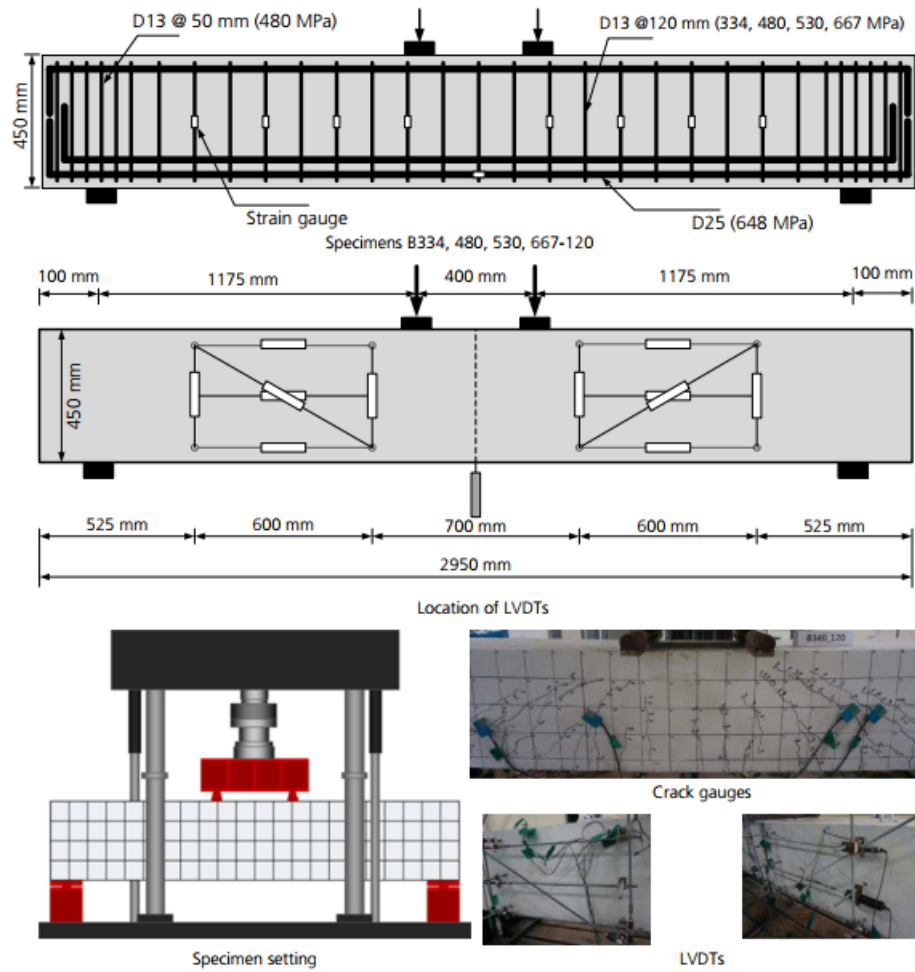 D13 @ 50 mm (480 MPa)
D13 @120 mm (334, 480, 530, 667 MPa)
450 mm
Strain gauge
D25 (648 MPa)
Specimens B334, 480, 530, 667-120
100 mm
1175 mm
400 mm
1175 mm
100 mm
450 mm
525 mm
600 mm
700 mm
600 mm
525 mm
2950 mm
Location of LVDTs
B340_120
Crack gauges
Specimen setting
LVDTs